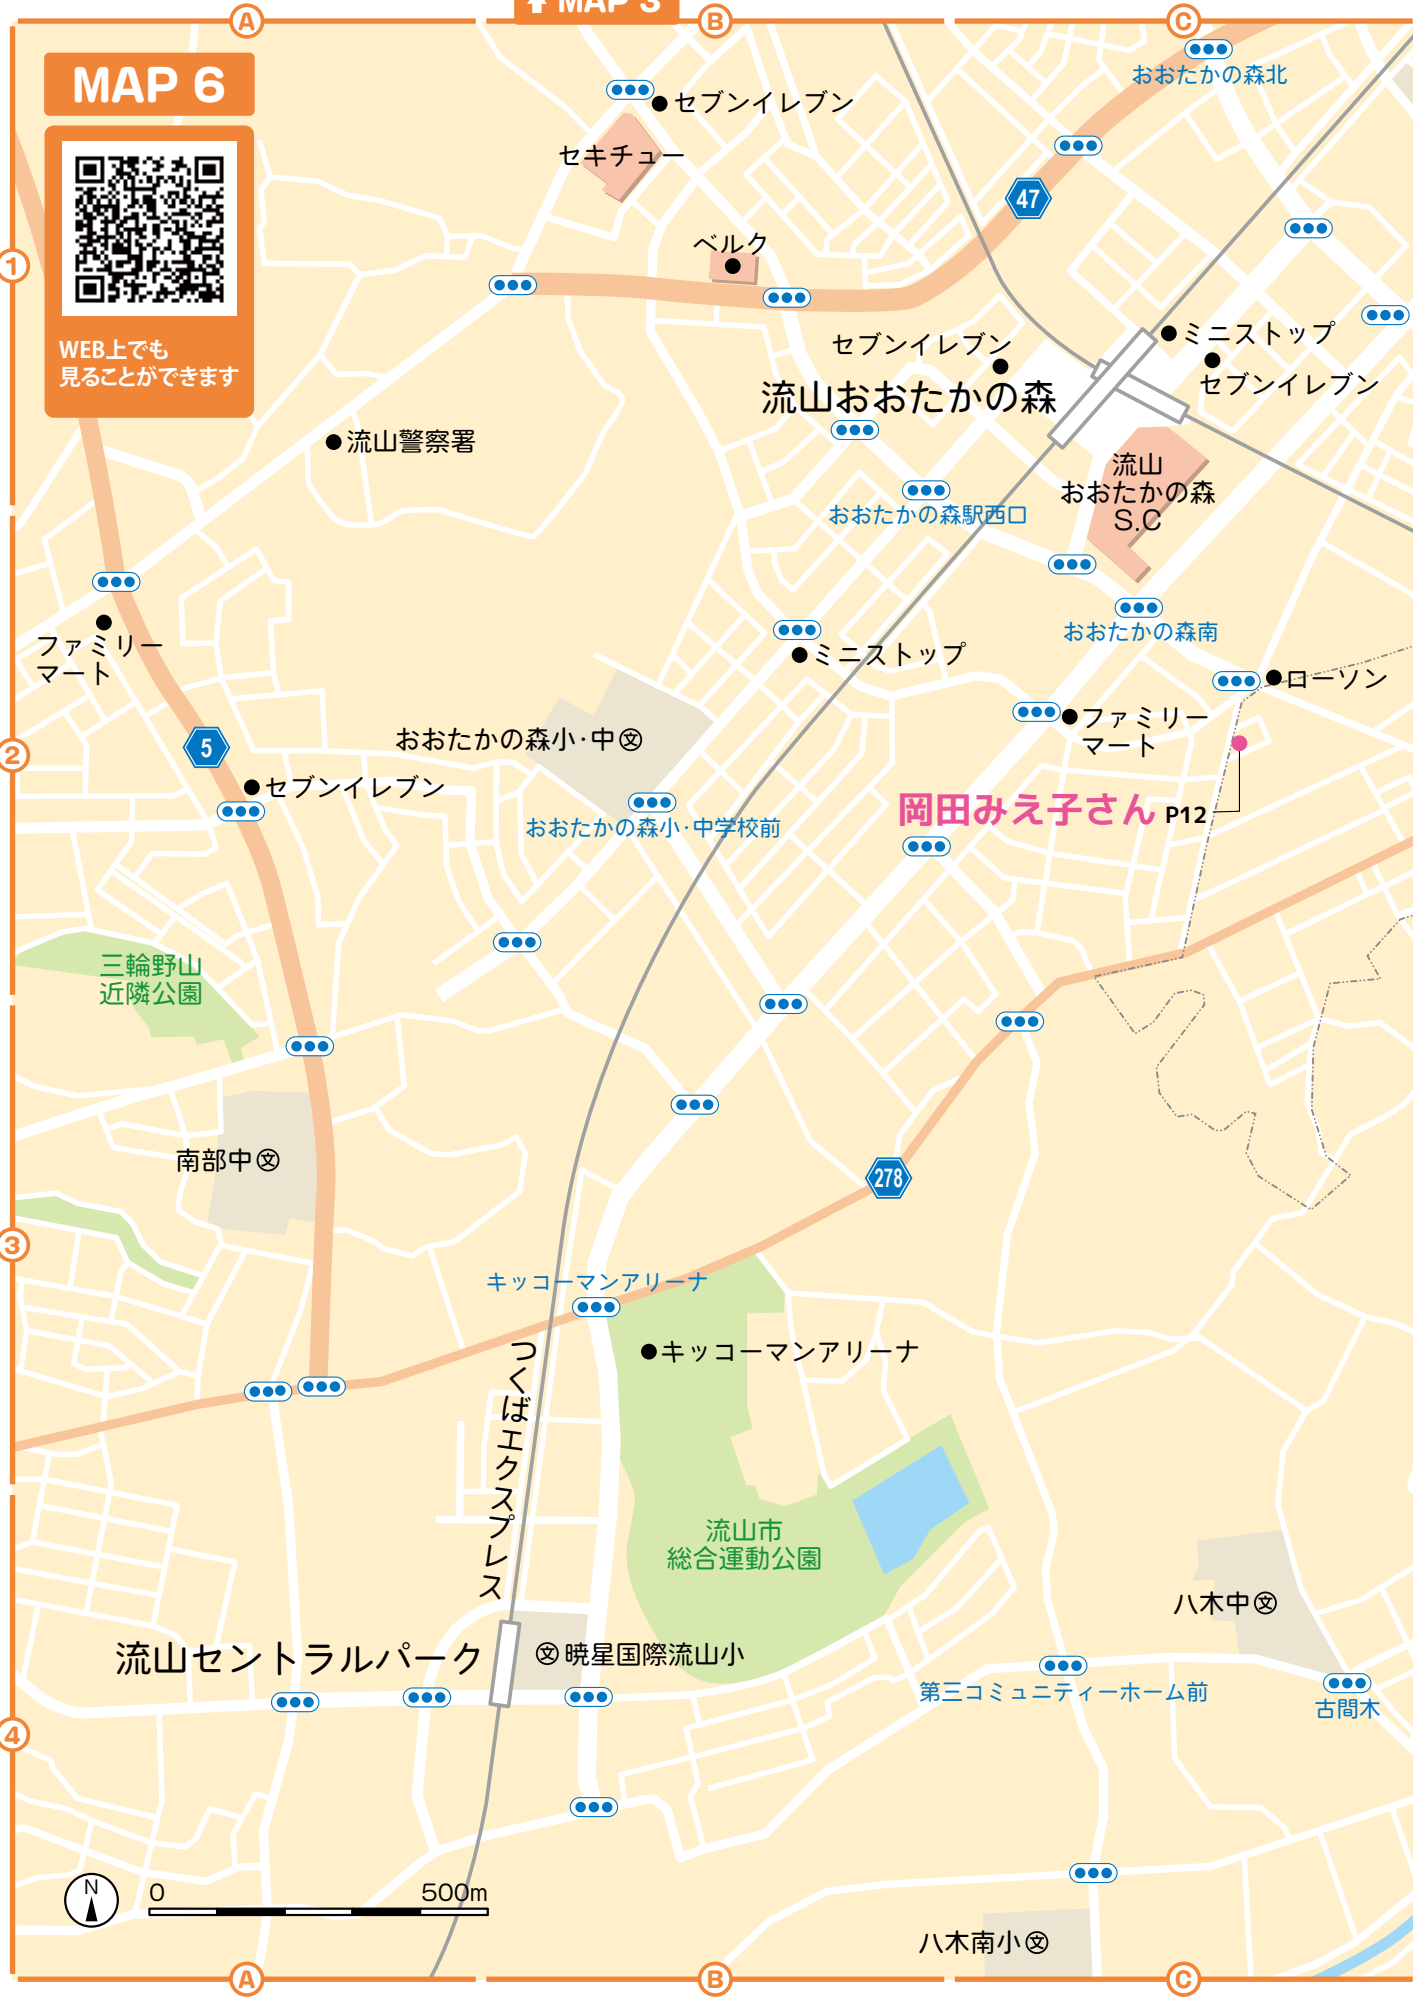 MAP 3
A
B
C
MAP 6
WEB上でも
見ることができます
おおたかの森北
セブンイレブン
セキチュー
47
ベルク
1
ミニストップ
セブンイレブン
セブンイレブン
流山おおたかの森
流山警察署
流山
おおたかの森
S.C
おおたかの森駅西口
おおたかの森南
ファミリー
マート
ミニストップ
ローソン
ファミリー
マート
おおたかの森小・中 文
5
2
セブンイレブン
岡田みえ子さん P12
おおたかの森小・中学校前
三輪野山
近隣公園
南部中 文
278
3
キッコーマンアリーナ
キッコーマンアリーナ
つくばエクスプレス
流山市
総合運動公園
八木中 文
流山セントラルパーク
文 暁星国際流山小
第三コミュニティーホーム前
古間木
4
N
0 500m
八木南小 文
A
B
C